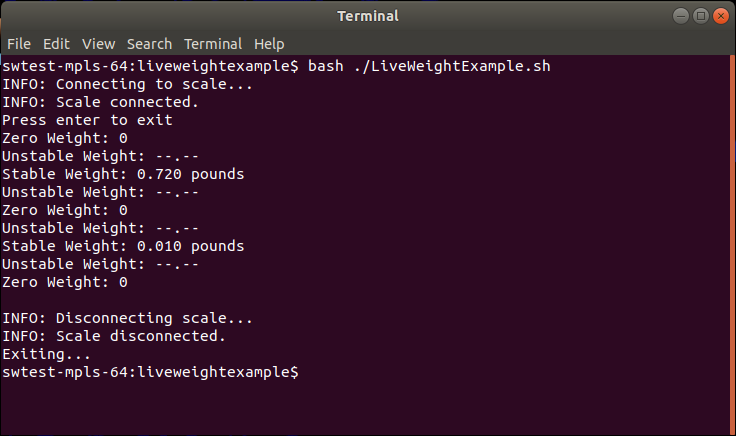 Terminal
File Edit View Search Terminal Help
swtest-mpls-64:liveweightexample$ bash ./LiveWeightExample.sh
INFO: Connecting to scale...
INFO: Scale connected.
Press enter to exit
Zero Weight: 0
Unstable Weight: --.--
Stable Weight: 0.720 pounds
Unstable Weight: --.--
Zero Weight: 0
Unstable Weight: --.--
Stable Weight: 0.010 pounds
Unstable Weight: --.--
Zero Weight: 0
INFO: Disconnecting scale...
INFO: Scale disconnected.
Exiting...
swtest-mpls-64:liveweightexample$